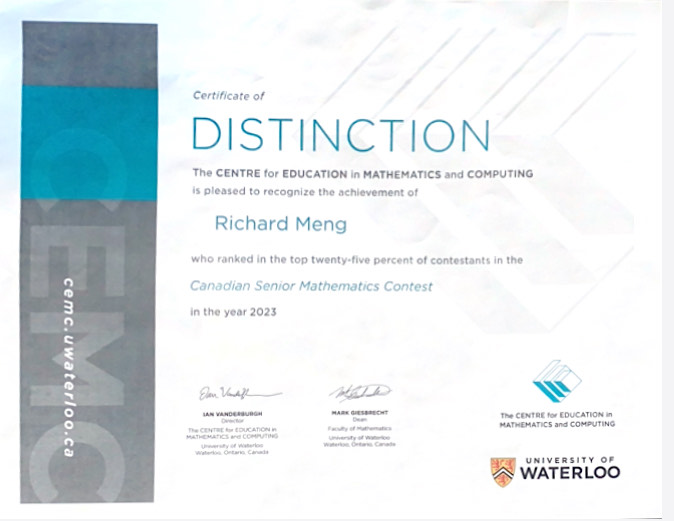 Certificate of
DISTINCTION
The CENTRE for EDUCATION in MATHEMATICS and COMPUTING
is pleased to recognize the achievement of
Richard Meng
who ranked in the top twenty-five percent of contestants in the
Canadian Senior Mathematics Contest
in the year 2023
CEMC
cemc.uwaterloo.ca
IAN VANDERBURGH
Director
The CENTRE for EDUCATION in
MATHEMATICS and COMPUTING
University of Waterloo
Waterloo, Ontario, Canada
MARK GIESBRECHT
Dean
Faculty of Mathematics
University of Waterloo
Waterloo, Ontario, Canada
The CENTRE for EDUCATION in
MATHEMATICS and COMPUTING
UNIVERSITY OF
WATERLOO